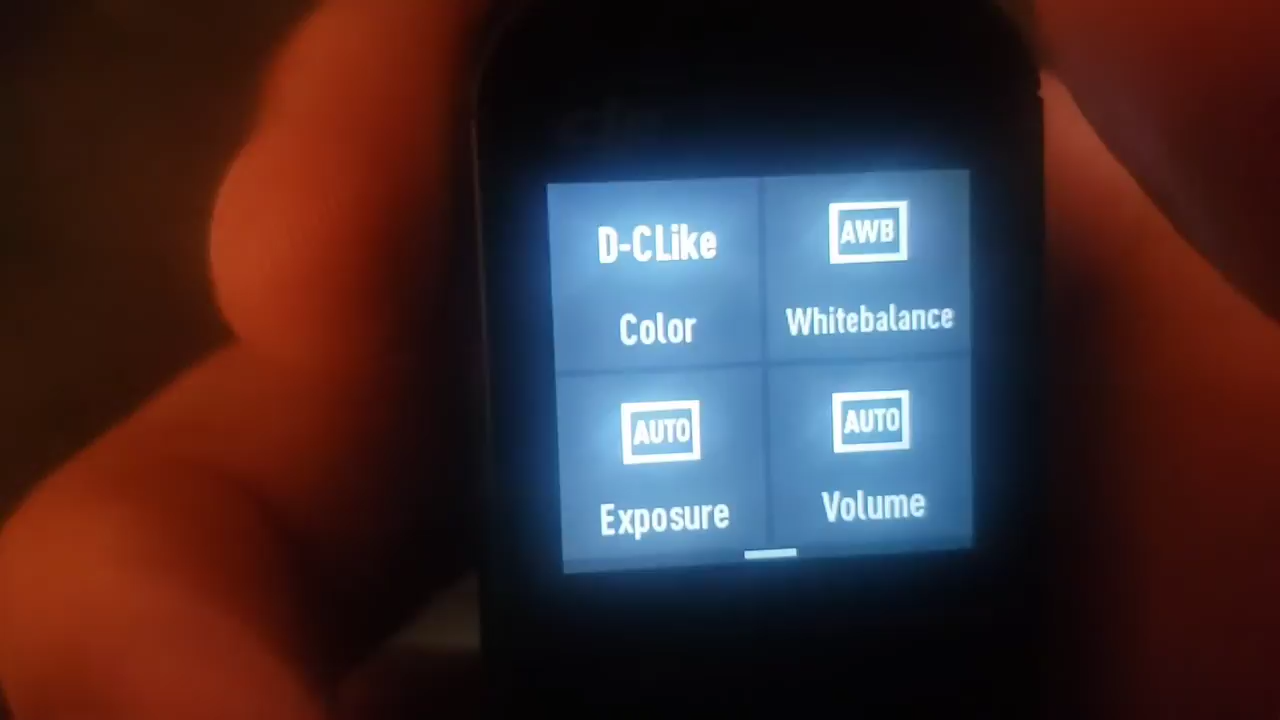 D-CLike
Color
AWB
Whitebalance
AUTO
Exposure
AUTO
Volume